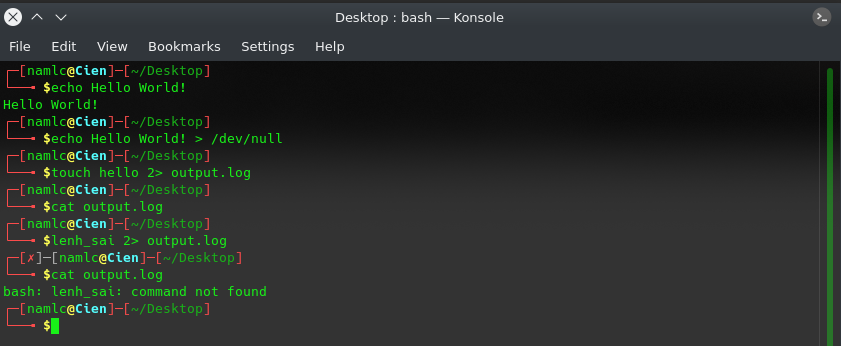 Desktop : bash — Konsole
File Edit View Bookmarks Settings Help
┌─[namlc@Cien]─[~/Desktop]
└──╼ $echo Hello World!
Hello World!
┌─[namlc@Cien]─[~/Desktop]
└──╼ $echo Hello World! > /dev/null
┌─[namlc@Cien]─[~/Desktop]
└──╼ $touch hello 2> output.log
┌─[namlc@Cien]─[~/Desktop]
└──╼ $cat output.log
┌─[namlc@Cien]─[~/Desktop]
└──╼ $lenh_sai 2> output.log
┌─[✗]─[namlc@Cien]─[~/Desktop]
└──╼ $cat output.log
bash: lenh_sai: command not found
┌─[namlc@Cien]─[~/Desktop]
└──╼ $